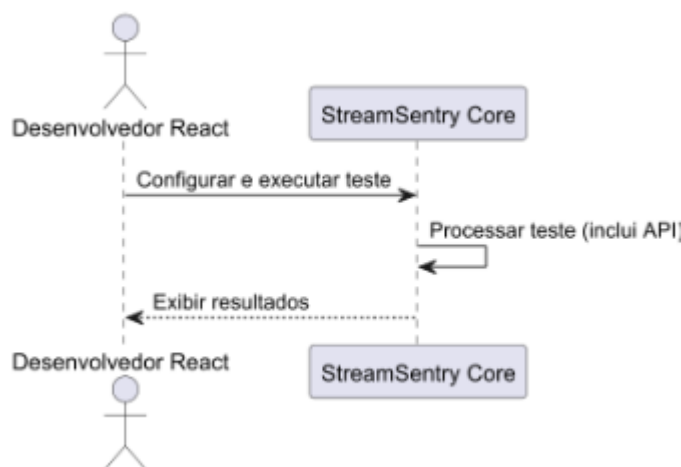 Desenvolvedor React
StreamSentry Core
Configurar e executar teste
Processar teste (inclui API)
Exibir resultados
Desenvolvedor React
StreamSentry Core